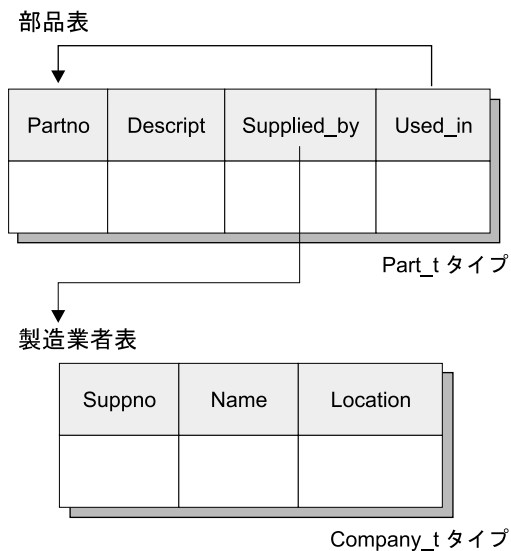 部品表
Partno Descript Supplied_by Used_in
Part_t タイプ
製造業者表
Suppno Name Location
Company_t タイプ